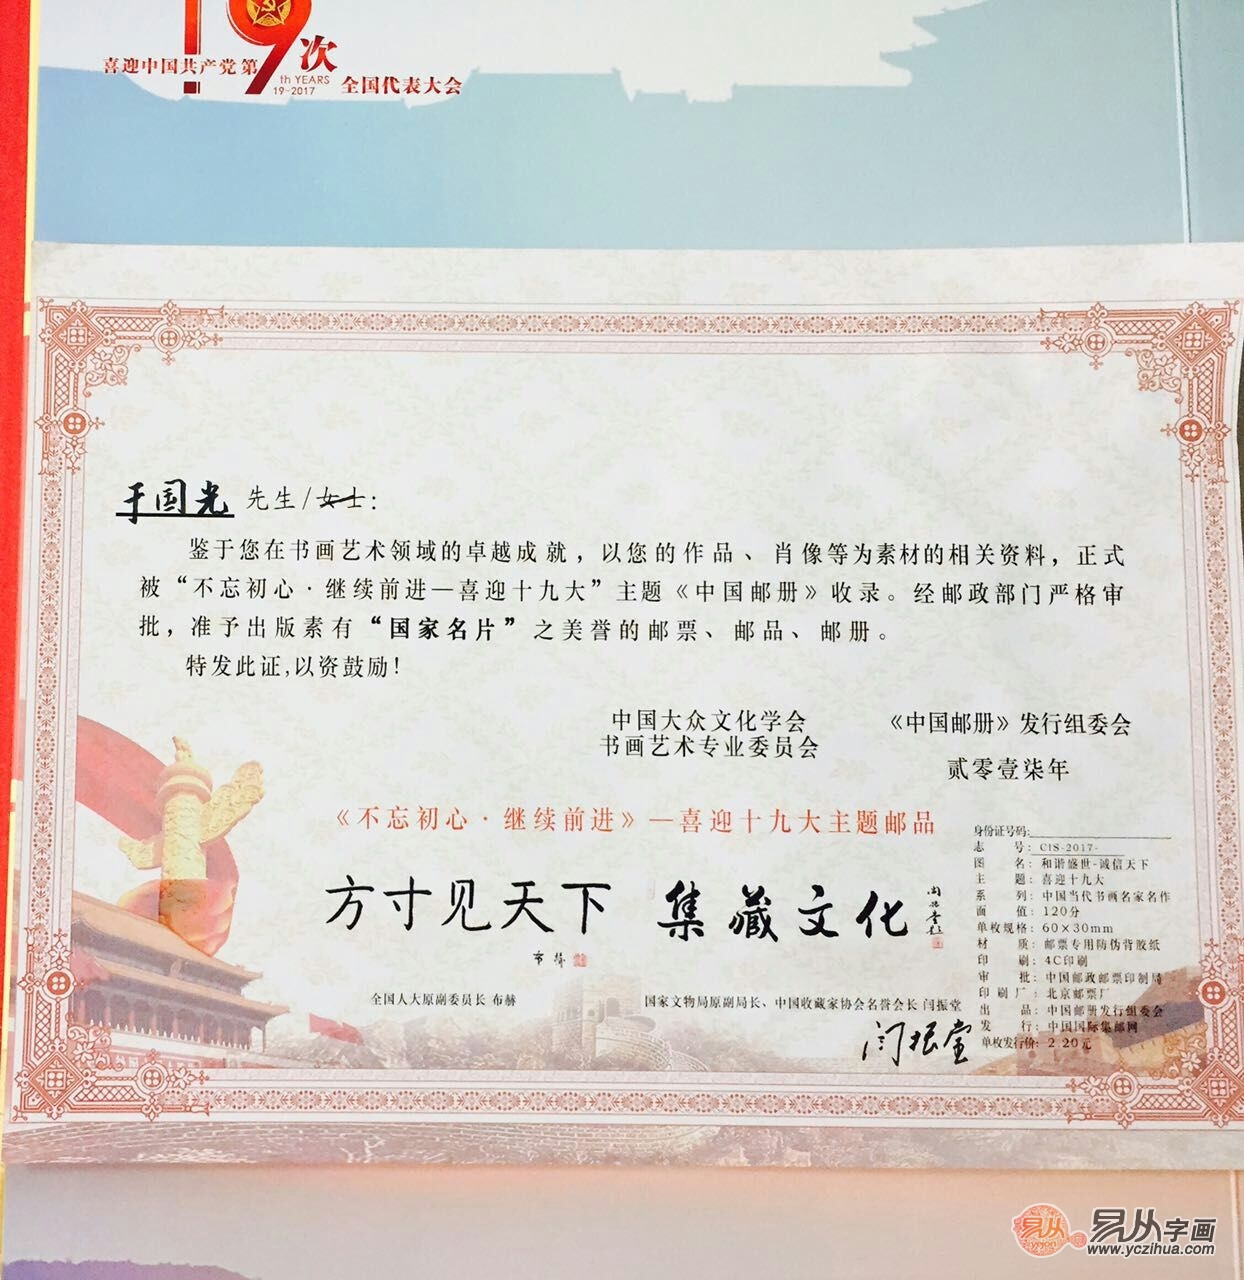 喜迎中国共产党第19次
th YEARS
19-2017
全国代表大会
于国光 先生/女士:
鉴于您在书画艺术领域的卓越成就，以您的作品、肖像等为素材的相关资料，正式
被“不忘初心·继续前进—喜迎十九大”主题《中国邮册》收录。经邮政部门严格审
批，准予出版素有“国家名片”之美誉的邮票、邮品、邮册。
特发此证,以资鼓励!
中国大众文化学会
书画艺术专业委员会
《中国邮册》发行组委会
贰零壹柒年
《不忘初心·继续前进》—喜迎十九大主题邮品
方寸见天下
布赫
全国人大原副委员长 布赫
集藏文化
闫振堂题
国家文物局原副局长、中国收藏家协会名誉会长 闫振堂
闫振堂
身份证号码:
志号: CIS-2017-
图名: 和谐盛世-诚信天下
主题: 喜迎十九大
系列: 中国当代书画名家名作
面值: 120分
单枚规格: 60×30mm
材质: 邮票专用防伪背胶纸
印刷: 4C印刷
审批: 中国邮政邮票印制局
印刷厂: 北京邮票厂
出品: 中国邮册发行组委会
发行: 中国国际集邮网
单枚发行价: 2.20元
易从
易从字画
www.yczihua.com